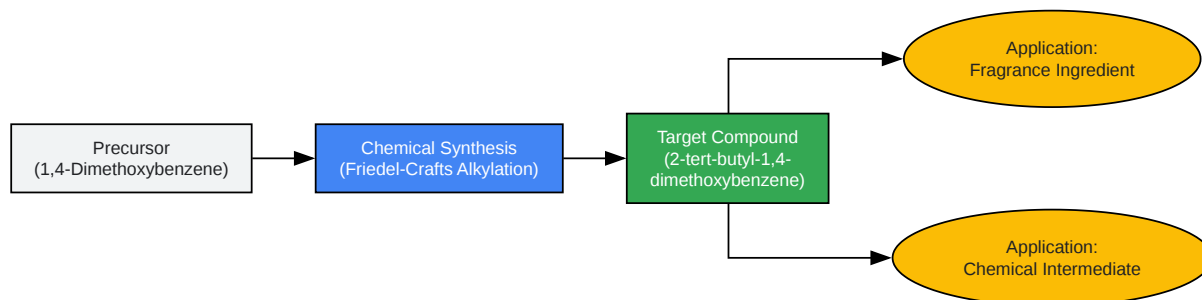 Precursor
(1,4-Dimethoxybenzene)
Chemical Synthesis
(Friedel-Crafts Alkylation)
Target Compound
(2-tert-butyl-1,4-
dimethoxybenzene)
Application:
Fragrance Ingredient
Application:
Chemical Intermediate